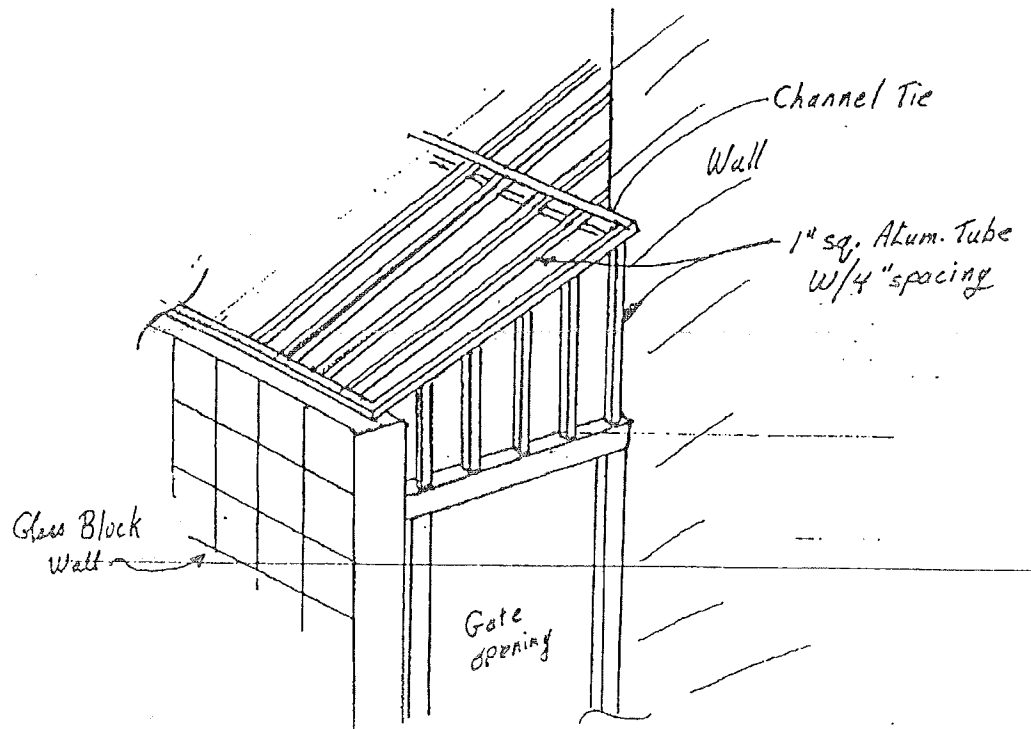 Channel Tie
Wall
1" sq. Alum. Tube
W/4" spacing
Glass Block
Wall
Gate
opening